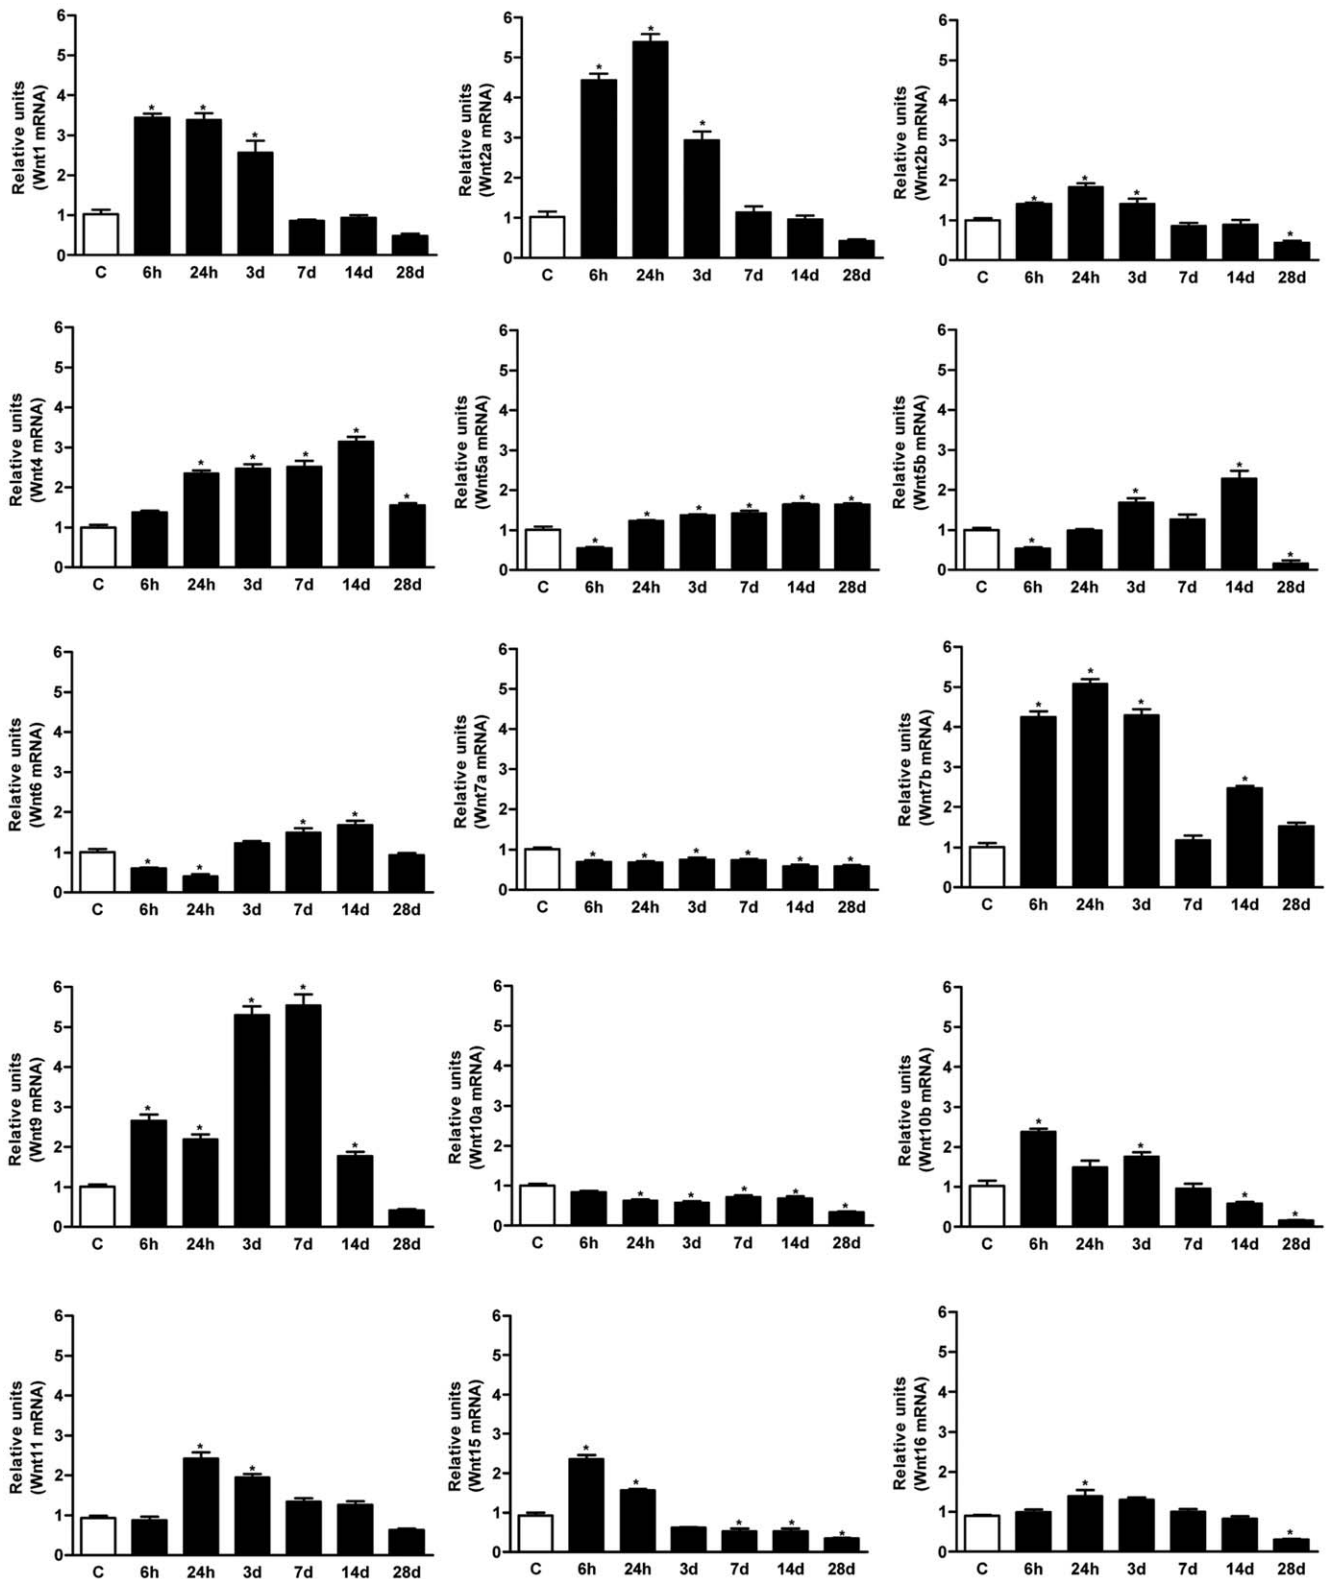 Relative units
(Wnt1 mRNA)
6
5
4
3
2
1
0
* * *
C 6h 24h 3d 7d 14d 28d
Relative units
(Wnt2a mRNA)
6
5
4
3
2
1
0
* * *
C 6h 24h 3d 7d 14d 28d
Relative units
(Wnt2b mRNA)
6
5
4
3
2
1
0
* * * *
C 6h 24h 3d 7d 14d 28d
Relative units
(Wnt4 mRNA)
6
5
4
3
2
1
0
* * * * *
C 6h 24h 3d 7d 14d 28d
Relative units
(Wnt5a mRNA)
6
5
4
3
2
1
0
* * * * * *
C 6h 24h 3d 7d 14d 28d
Relative units
(Wnt5b mRNA)
6
5
4
3
2
1
0
* * * *
C 6h 24h 3d 7d 14d 28d
Relative units
(Wnt6 mRNA)
6
5
4
3
2
1
0
* * * *
C 6h 24h 3d 7d 14d 28d
Relative units
(Wnt7a mRNA)
6
5
4
3
2
1
0
* * * * * *
C 6h 24h 3d 7d 14d 28d
Relative units
(Wnt7b mRNA)
6
5
4
3
2
1
0
* * * *
C 6h 24h 3d 7d 14d 28d
Relative units
(Wnt9 mRNA)
6
5
4
3
2
1
0
* * * * *
C 6h 24h 3d 7d 14d 28d
Relative units
(Wnt10a mRNA)
6
5
4
3
2
1
0
* * * * *
C 6h 24h 3d 7d 14d 28d
Relative units
(Wnt10b mRNA)
6
5
4
3
2
1
0
* * * *
C 6h 24h 3d 7d 14d 28d
Relative units
(Wnt11 mRNA)
6
5
4
3
2
1
0
* *
C 6h 24h 3d 7d 14d 28d
Relative units
(Wnt15 mRNA)
6
5
4
3
2
1
0
* * * * *
C 6h 24h 3d 7d 14d 28d
Relative units
(Wnt16 mRNA)
6
5
4
3
2
1
0
* *
C 6h 24h 3d 7d 14d 28d